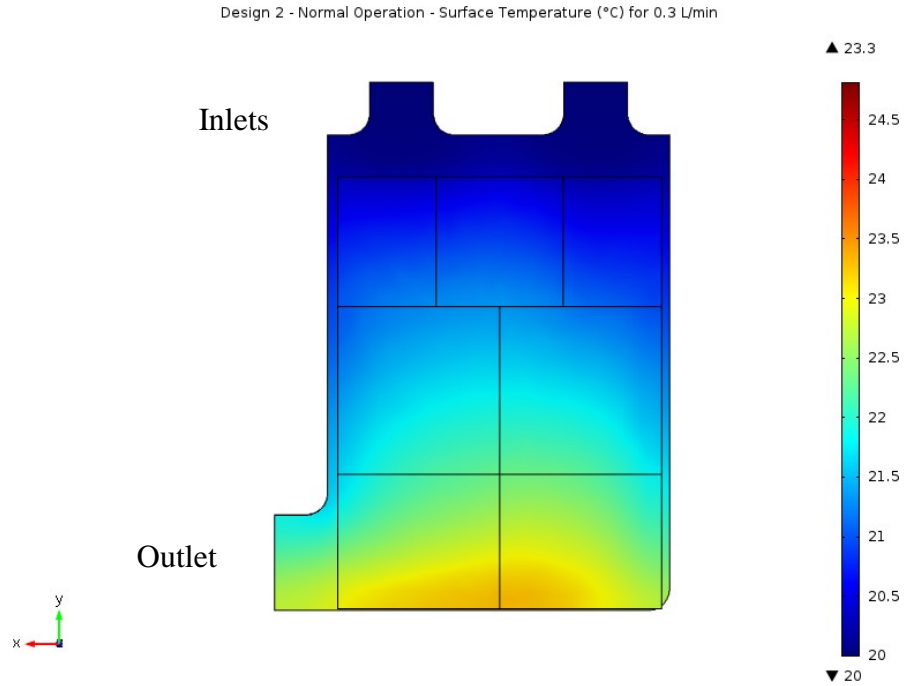 Design 2 - Normal Operation - Surface Temperature (°C) for 0.3 L/min
▲ 23.3
Inlets
24.5
24
23.5
23
22.5
22
21.5
21
20.5
20
Outlet
y
x
▼ 20